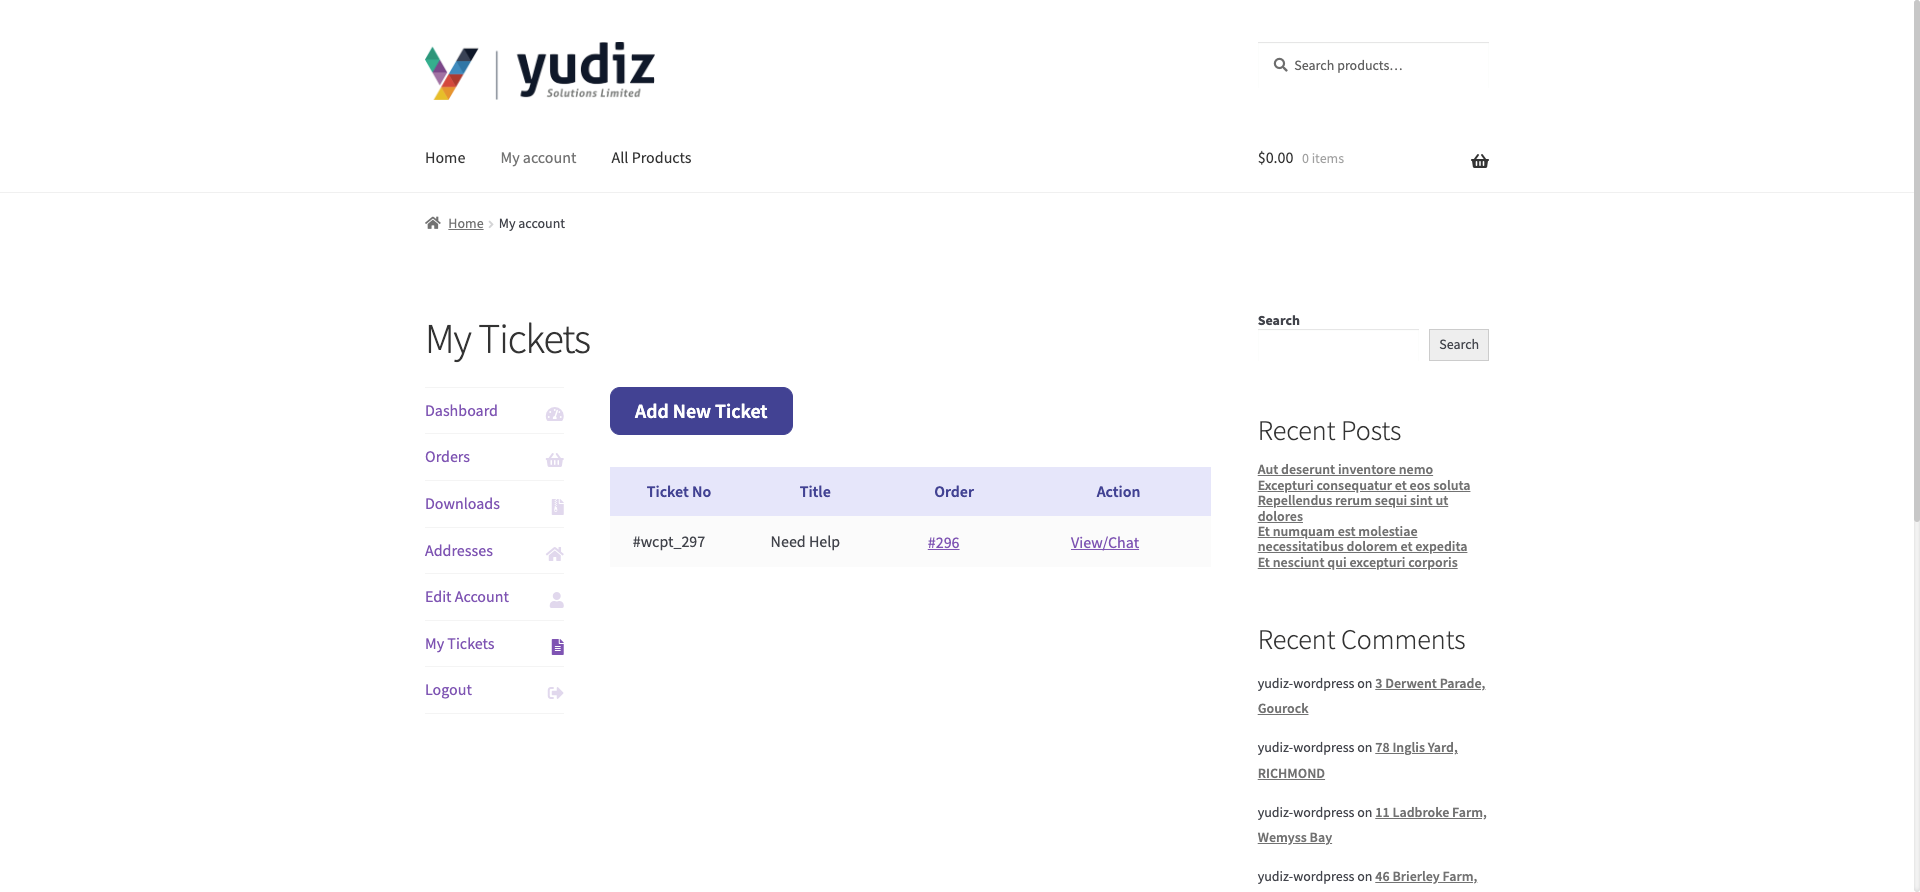 yudiz
Solutions Limited
Search products…
Home
My account
All Products
$0.00 0 items
Home
My account
My Tickets
Dashboard
Orders
Downloads
Addresses
Edit Account
My Tickets
Logout
Add New Ticket
Ticket No Title Order Action
#wcpt_297 Need Help #296 View/Chat
Search
Search
Recent Posts
Aut deserunt inventore nemo
Excepturi consequatur et eos soluta
Repellendus rerum sequi sint ut
dolores
Et numquam est molestiae
necessitatibus dolorem et expedita
Et nesciunt qui excepturi corporis
Recent Comments
yudiz-wordpress on 3 Derwent Parade,
Gourock
yudiz-wordpress on 78 Inglis Yard,
RICHMOND
yudiz-wordpress on 11 Ladbroke Farm,
Wemyss Bay
yudiz-wordpress on 46 Brierley Farm,